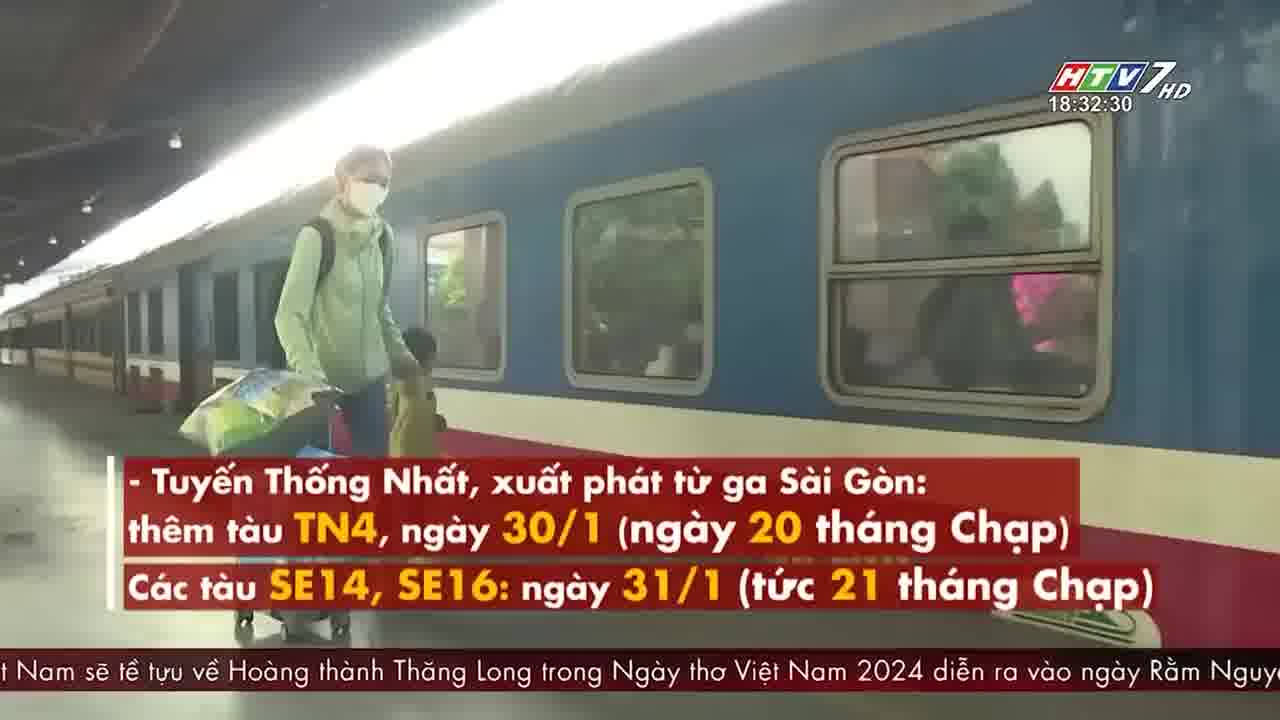 HTV7 HD
18:32:30
- Tuyến Thống Nhất, xuất phát từ ga Sài Gòn:
thêm tàu TN4, ngày 30/1 (ngày 20 tháng Chạp)
Các tàu SE14, SE16: ngày 31/1 (tức 21 tháng Chạp)
t Nam sẽ tề tựu về Hoàng thành Thăng Long trong Ngày thơ Việt Nam 2024 diễn ra vào ngày Rằm Nguyê